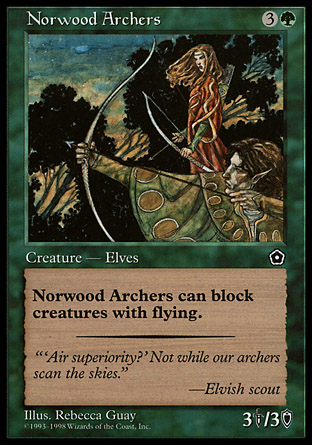 Norwood Archers 3
Creature — Elves
Norwood Archers can block
creatures with flying.
“‘Air superiority?’ Not while our archers
scan the skies.”
—Elvish scout
Illus. Rebecca Guay
©1993-1998 Wizards of the Coast, Inc.
3/3